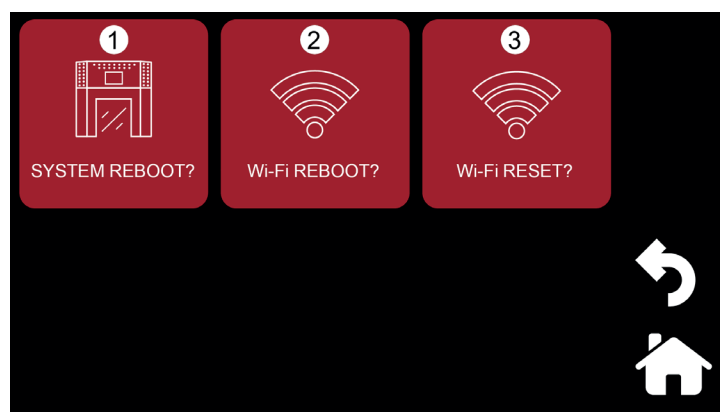 1
2
3
SYSTEM REBOOT?
Wi-Fi REBOOT?
Wi-Fi RESET?